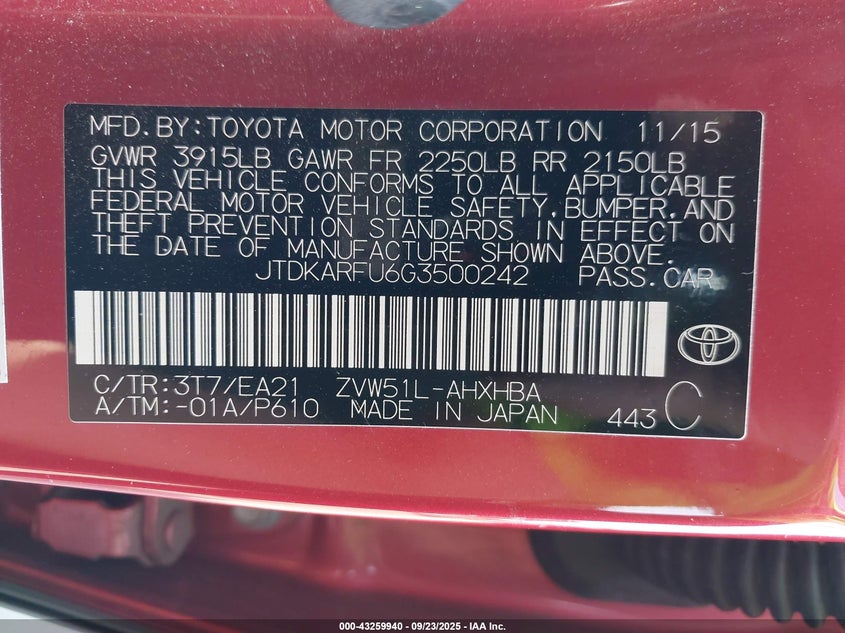 MFD.BY:TOYOTA MOTOR CORPORATION 11/15
GVWR 3915LB GAWR FR 2250LB RR 2150LB
THIS VEHICLE CONFORMS TO ALL APPLICABLE
FEDERAL MOTOR VEHICLE SAFETY,BUMPER,AND
THEFT PREVENTION STANDARDS IN EFFECT ON
THE DATE OF MANUFACTURE SHOWN ABOVE.
JTDKARFU6G3500242 PASS.CAR
C/TR:3T7/EA21 ZVW51L-AHXHBA
A/TM:-01A/P610 MADE IN JAPAN 443 C
000-43259940 - 09/23/2025 - IAA Inc.